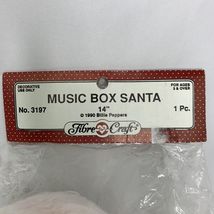 DECORATIVE
USE ONLY
FOR AGES
3 & OVER
MUSIC BOX SANTA
No. 3197
14"
1 Pc.
© 1990 Billie Peppers
Fibre Craft